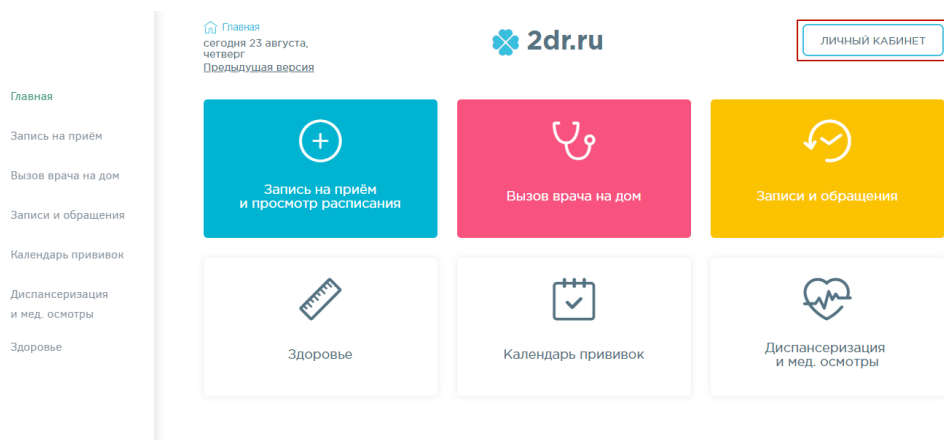 Главная
сегодня 23 августа,
четверг
Предыдущая версия
2dr.ru
ЛИЧНЫЙ КАБИНЕТ
Главная
Запись на приём
Вызов врача на дом
Записи и обращения
Календарь прививок
Диспансеризация
и мед. осмотры
Здоровье
Запись на приём
и просмотр расписания
Вызов врача на дом
Записи и обращения
Здоровье
Календарь прививок
Диспансеризация
и мед. осмотры